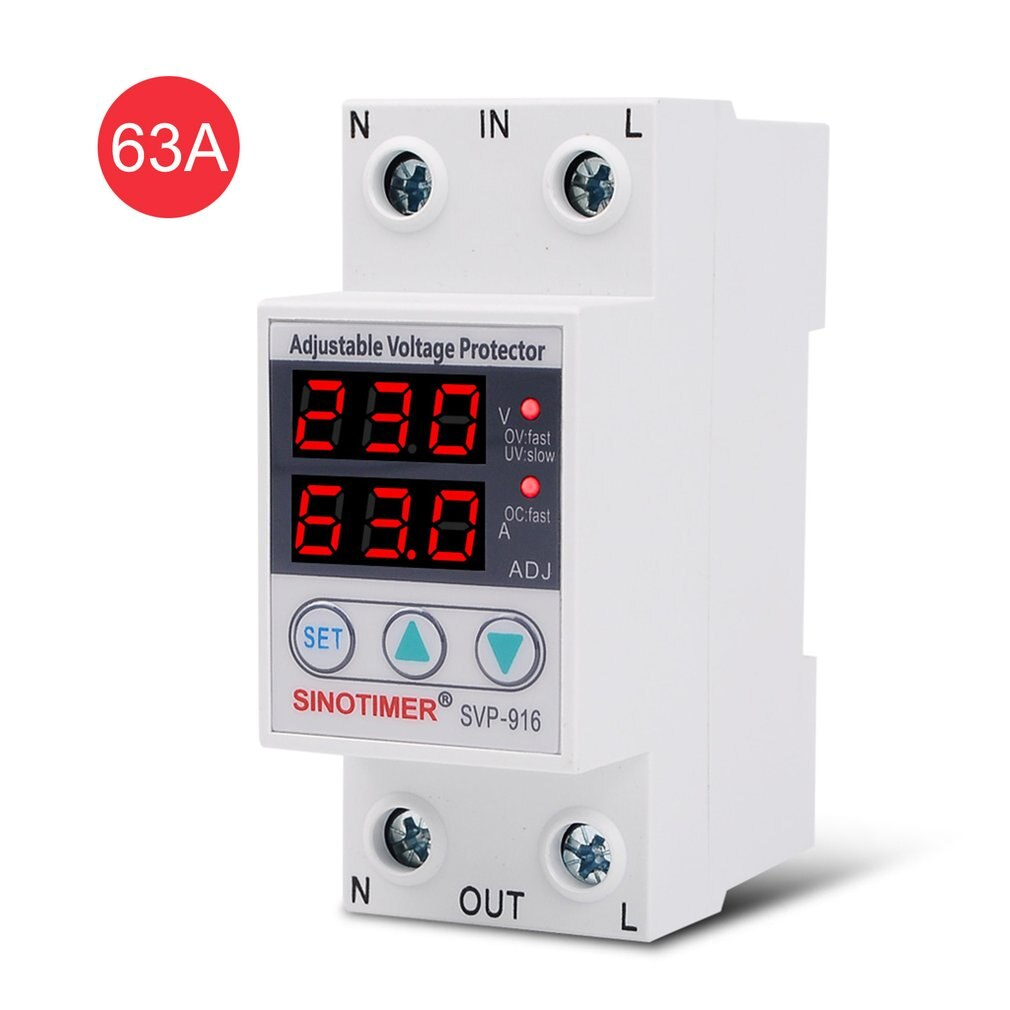 63A
N IN L
Adjustable Voltage Protector
230
V
OV:fast
UV:slow
63.0
OC:fast
A
ADJ
SET
SINOTIMER® SVP-916
N OUT L